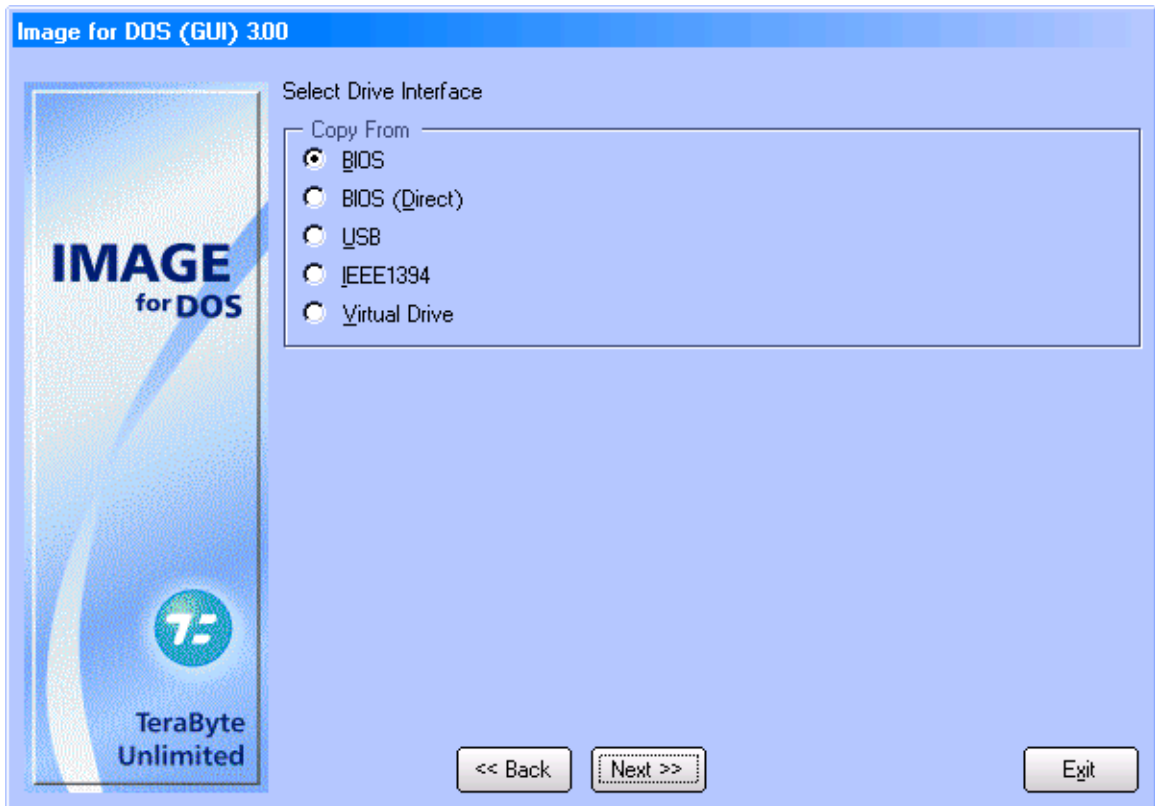 Image for DOS (GUI) 3.00
Select Drive Interface
Copy From
BIOS
BIOS (Direct)
USB
IEEE1394
Virtual Drive
IMAGE
for DOS
TeraByte
Unlimited
<< Back
Next >>
Exit